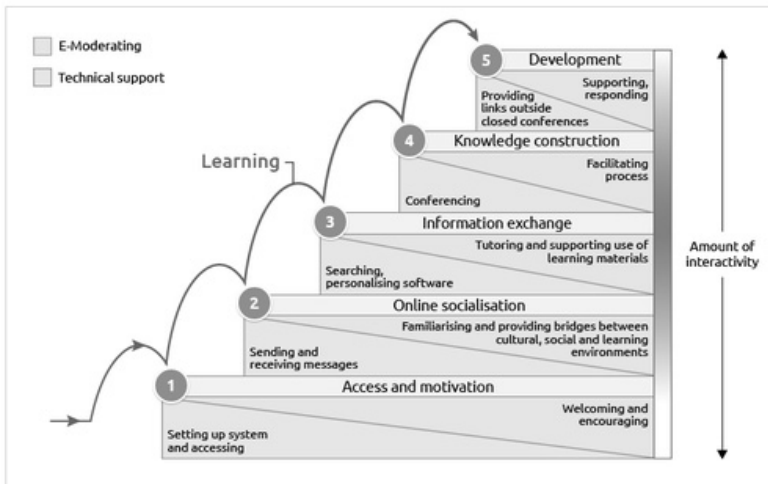 E-Moderating
Technical support
Learning
5
Development
Supporting,
responding
Providing
links outside
closed conferences
4
Knowledge construction
Facilitating
process
Conferencing
3
Information exchange
Tutoring and supporting use of
learning materials
Searching,
personalising software
2
Online socialisation
Familiarising and providing bridges between
cultural, social and learning
environments
Sending and
receiving messages
1
Access and motivation
Welcoming and
encouraging
Setting up system
and accessing
Amount of
interactivity